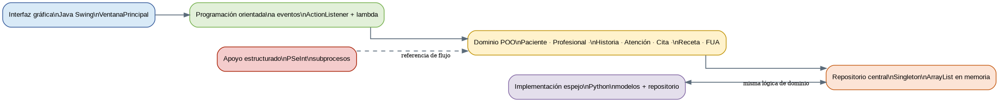 Interfaz gráfica\nJava Swing\nVentanaPrincipal
Programación orientada\na eventos\nActionListener + lambda
Dominio POO\nPaciente · Profesional ·\nHistoria · Atención · Cita ·\nReceta · FUA
Apoyo estructurado\nPSeInt\nsubprocesos
referencia de flujo
Repositorio central\nSingleton\nArrayList en memoria
Implementación espejo\nPython\nmodelos + repositorio
misma lógica de dominio